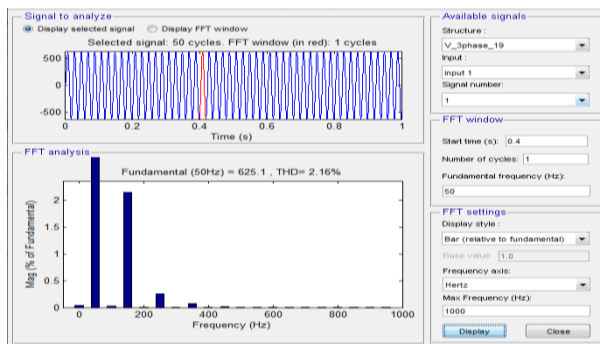 Signal to analyze
Display selected signal Display FFT window
Selected signal: 50 cycles. FFT window (in red): 1 cycles
500
0
-500
0 0.2 0.4 0.6 0.8 1
Time (s)
FFT analysis
Fundamental (50Hz) = 625.1 , THD= 2.16%
Mag (% of Fundamental)
2
1.5
1
0.5
0
0 200 400 600 800 1000
Frequency (Hz)
Available signals
Structure :
V_3phase_19
Input :
input 1
Signal number:
1
FFT window
Start time (s): 0.4
Number of cycles: 1
Fundamental frequency (Hz):
50
FFT settings
Display style :
Bar (relative to fundamental)
Base value: 1.0
Frequency axis:
Hertz
Max Frequency (Hz):
1000
Display Close